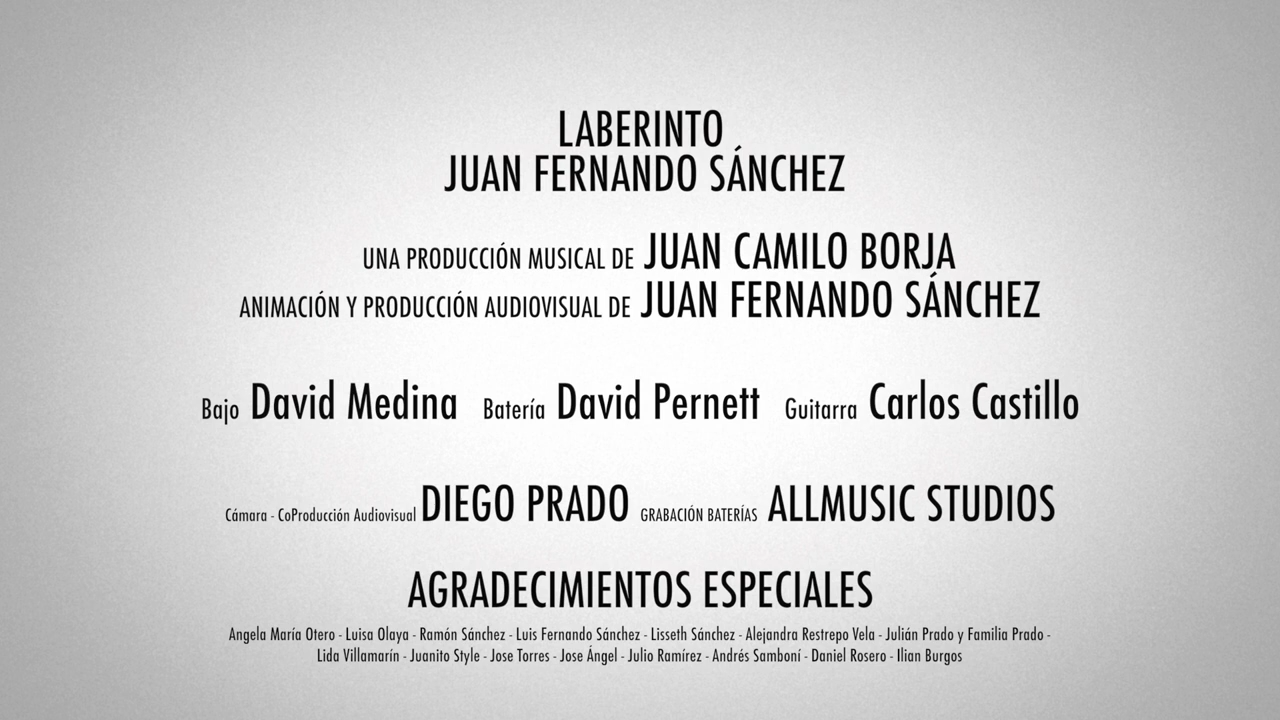 LABERINTO
JUAN FERNANDO SÁNCHEZ
UNA PRODUCCIÓN MUSICAL DE JUAN CAMILO BORJA
ANIMACIÓN Y PRODUCCIÓN AUDIOVISUAL DE JUAN FERNANDO SÁNCHEZ
Bajo David Medina Batería David Pernett Guitarra Carlos Castillo
Cámara - CoProducción Audiovisual DIEGO PRADO GRABACIÓN BATERÍAS ALLMUSIC STUDIOS
AGRADECIMIENTOS ESPECIALES
Angela María Otero - Luisa Olaya - Ramón Sánchez - Luis Fernando Sánchez - Lisseth Sánchez - Alejandra Restrepo Vela - Julián Prado y Familia Prado -
Lida Villamarín - Juanito Style - Jose Torres - Jose Ángel - Julio Ramírez - Andrés Samboní - Daniel Rosero - Ilian Burgos